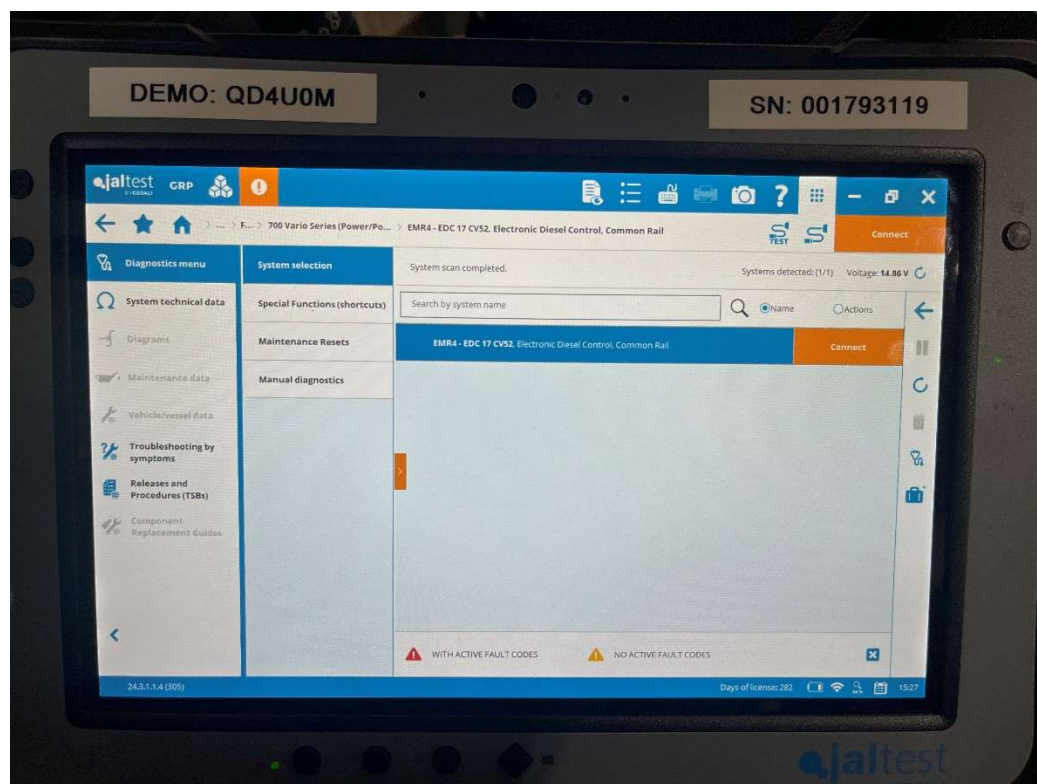 DEMO: QD4U0M
SN: 001793119
jaltest
BY COJALI
GRP
?
TEST
... > F... > 700 Vario Series (Power/Po... > EMR4 - EDC 17 CV52, Electronic Diesel Control, Common Rail
Connect
Diagnostics menu
System technical data
Diagrams
Maintenance data
Vehicle/vessel data
Troubleshooting by
symptoms
Releases and
Procedures (TSBs)
Component
Replacement Guides
System selection
Special Functions (shortcuts)
Maintenance Resets
Manual diagnostics
System scan completed.
Systems detected: (1/1) Voltage: 14.86 V
Search by system name
Name
Actions
EMR4 - EDC 17 CV52, Electronic Diesel Control, Common Rail
Connect
WITH ACTIVE FAULT CODES
NO ACTIVE FAULT CODES
24.3.1.1.4 (305)
Days of license: 282
15:27
jaltest